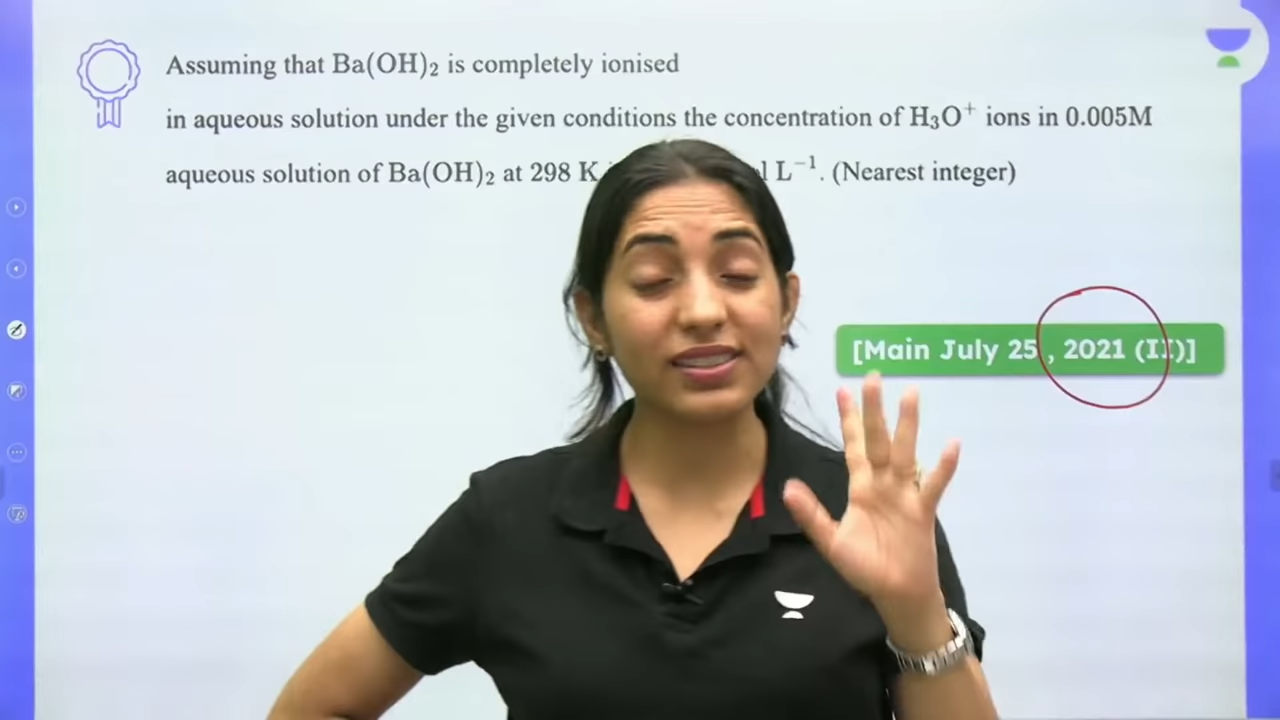 Assuming that Ba(OH)₂ is completely ionised
in aqueous solution under the given conditions the concentration of H₃O⁺ ions in 0.005M
aqueous solution of Ba(OH)₂ at 298 K L⁻¹. (Nearest integer)
[Main July 25 , 2021 (II)]